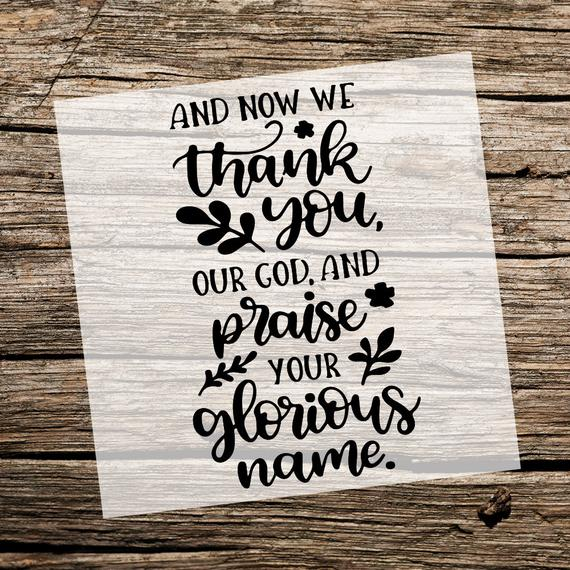 AND NOW WE
thank
you,
OUR GOD, AND
praise
YOUR
glorious
name.